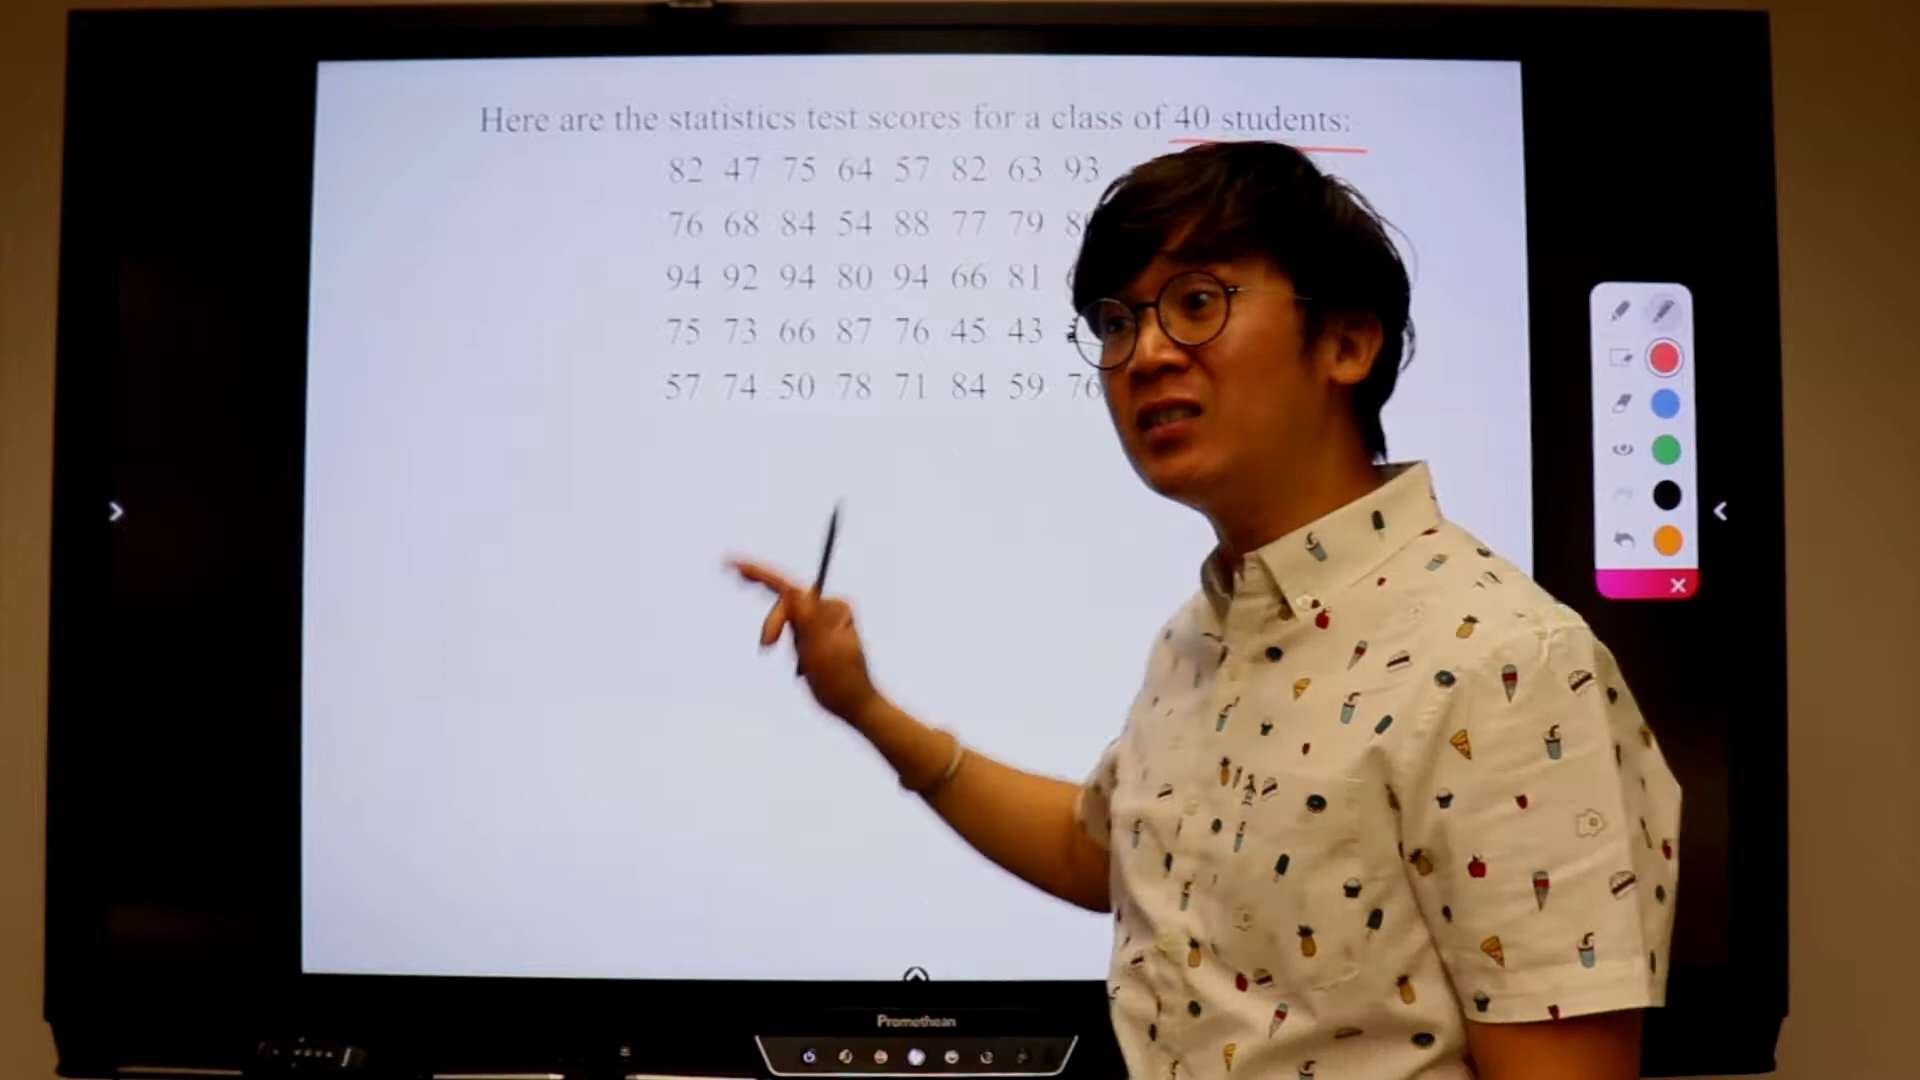 Here are the statistics test scores for a class of 40 students:
82 47 75 64 57 82 63 93
76 68 84 54 88 77 79
94 92 94 80 94 66 81
75 73 66 87 76 45 43
57 74 50 78 71 84 59 76
Promethean